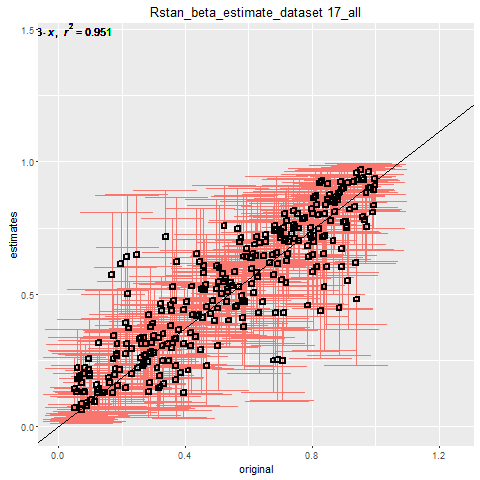 Rstan_beta_estimate_dataset 17_all
3· x, r² = 0.951
1.5
1.0
0.5
0.0
estimates
0.0 0.4 0.8 1.2
original